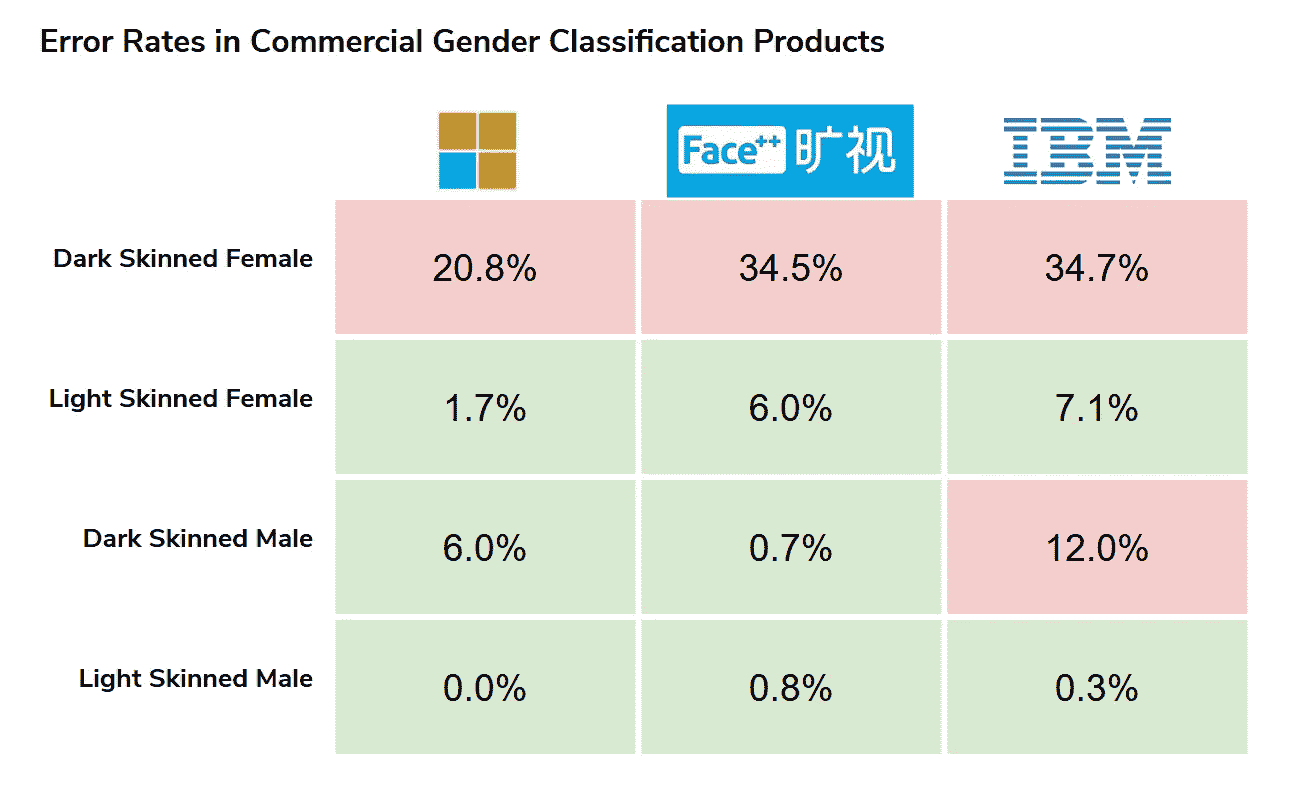 Error Rates in Commercial Gender Classification Products
Face++ 旷视
IBM
Dark Skinned Female
20.8%
34.5%
34.7%
Light Skinned Female
1.7%
6.0%
7.1%
Dark Skinned Male
6.0%
0.7%
12.0%
Light Skinned Male
0.0%
0.8%
0.3%